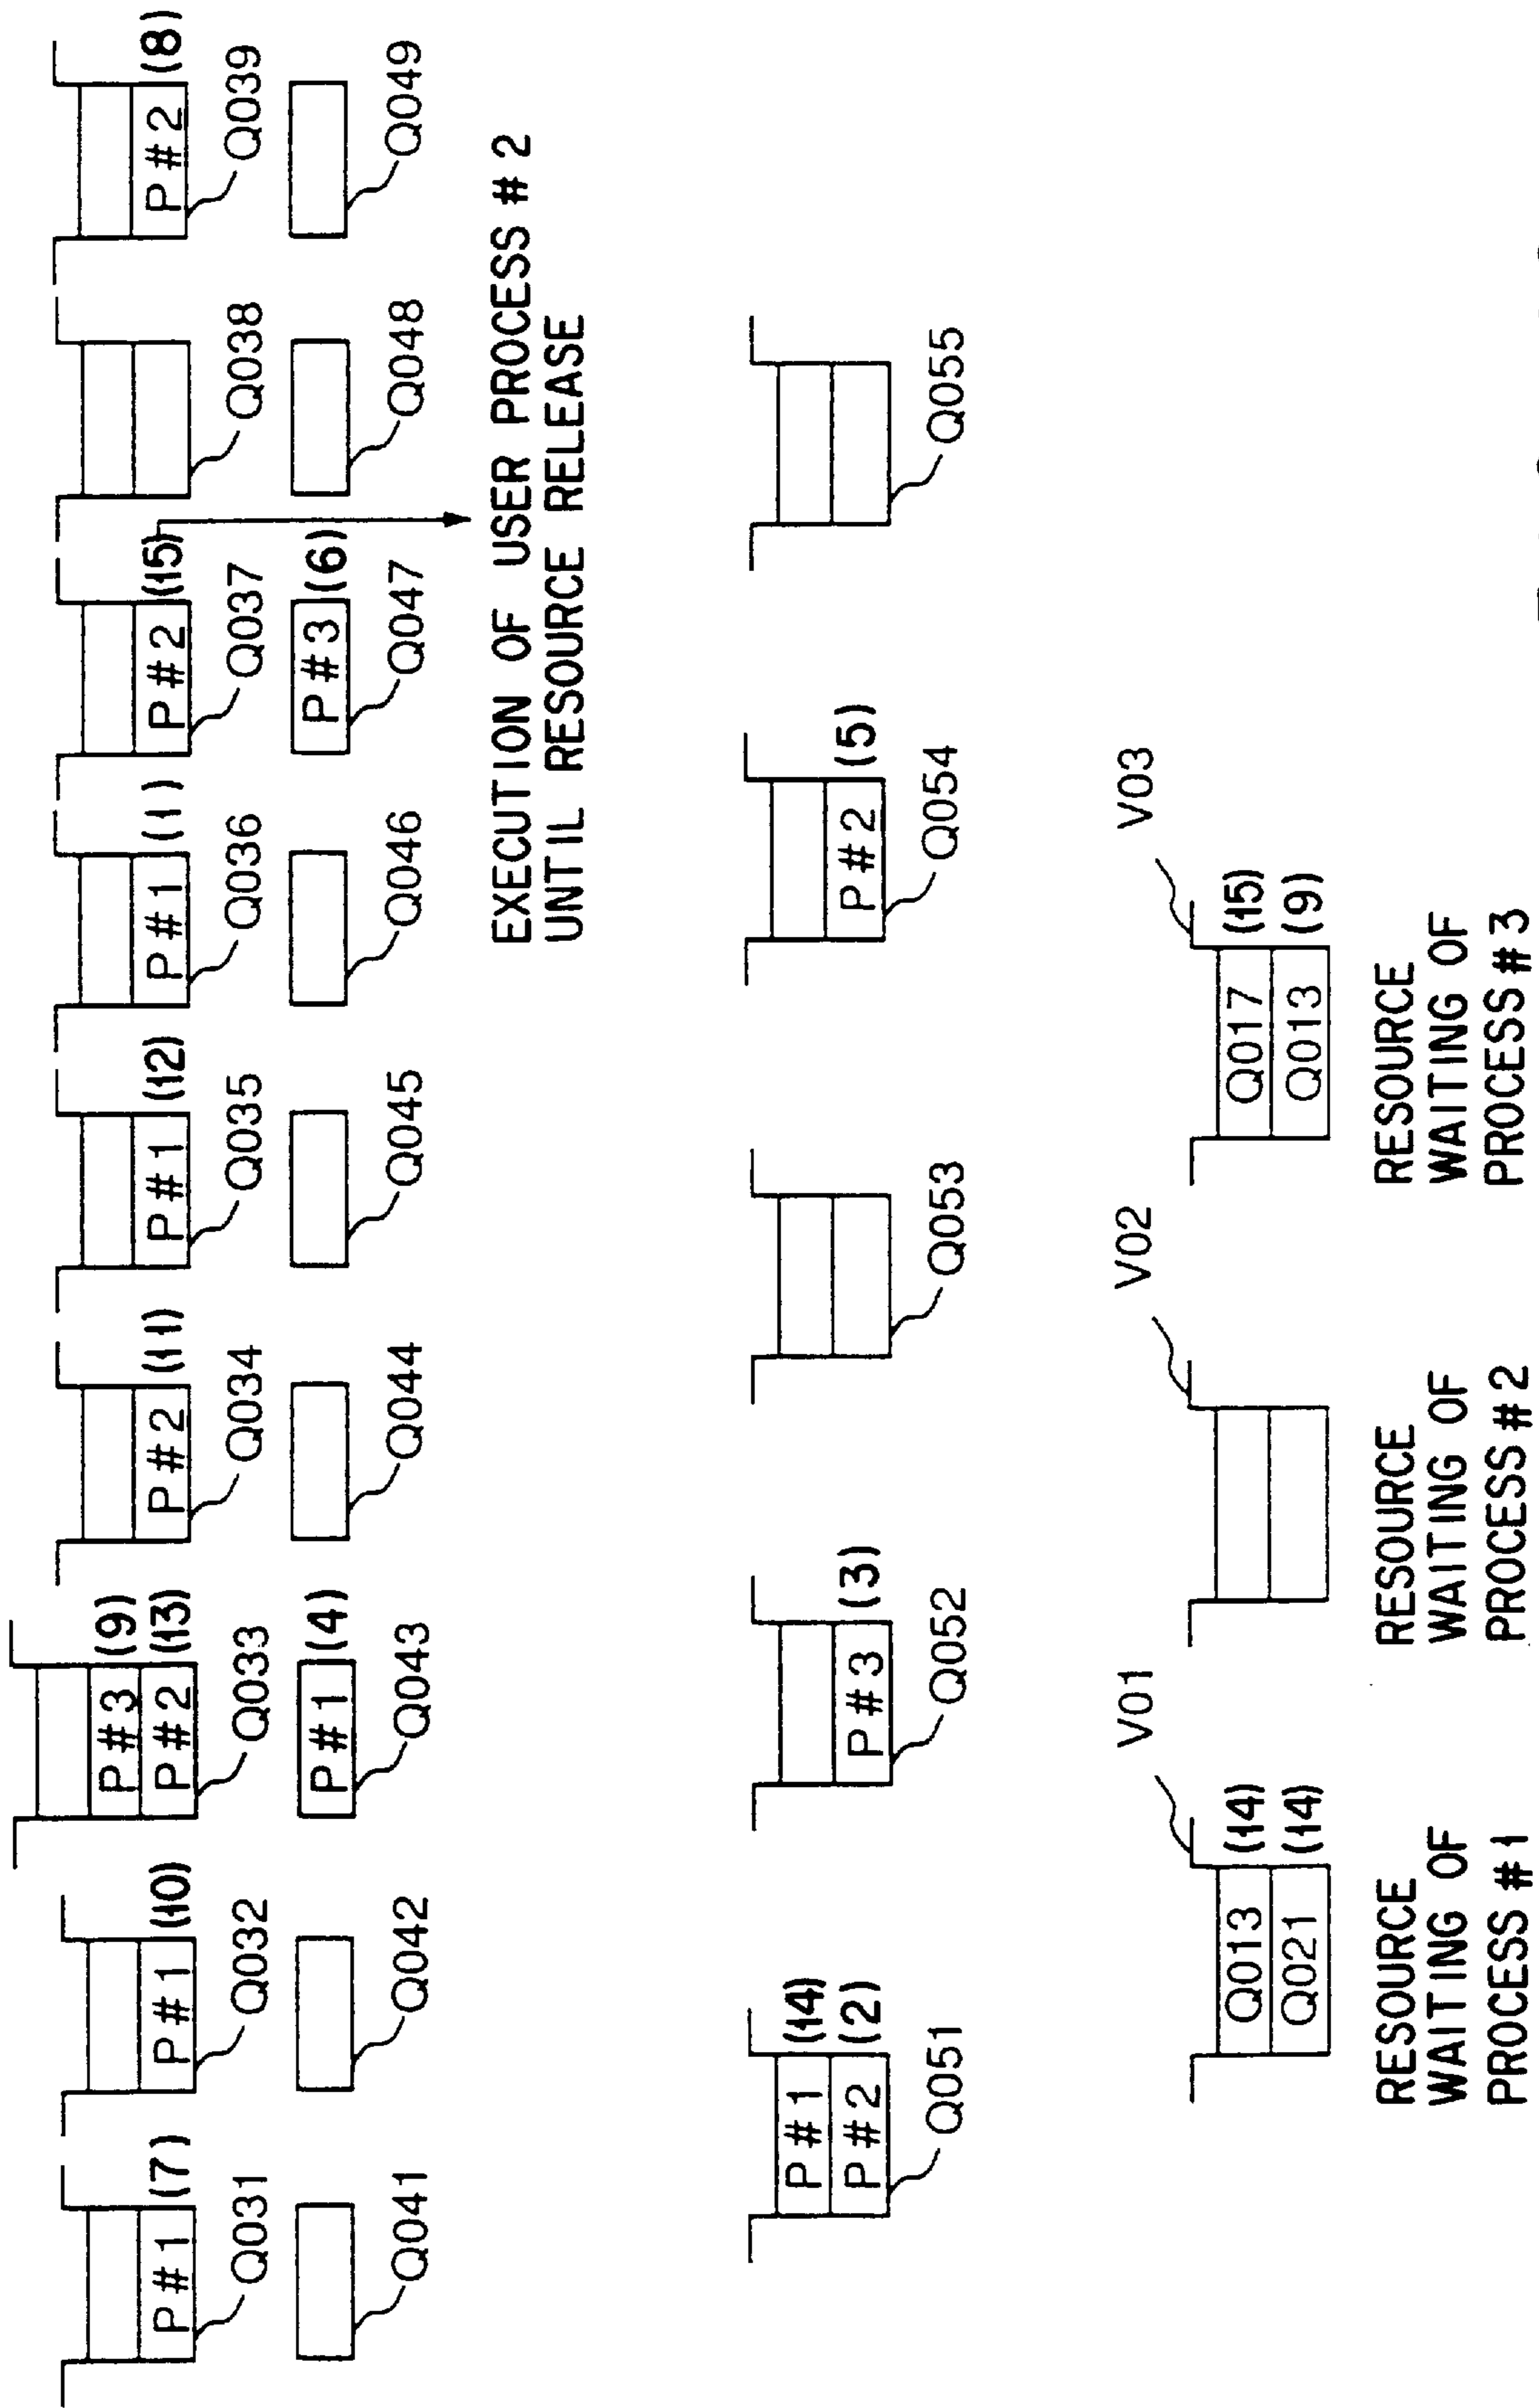 P#1 (7)
Q031
P#1 (10)
Q032
P#3 (9)
P#2 (13)
Q033
P#2 (11)
Q034
P#1 (12)
Q035
P#1 (1)
Q036
P#2 (15)
Q037
Q038
P#2 (8)
Q039
Q041
Q042
P#1 (4)
Q043
Q044
Q045
Q046
P#3 (6)
Q047
Q048
Q049
EXECUTION OF USER PROCESS #2
UNTIL RESOURCE RELEASE
P#1 (14)
P#2 (2)
Q051
P#3 (3)
Q052
Q053
P#2 (5)
Q054
Q055
V01
Q013 (14)
Q021 (14)
RESOURCE
WAITING OF
PROCESS #1
V02
RESOURCE
WAITING OF
PROCESS #2
V03
Q017 (15)
Q013 (9)
RESOURCE
WAITING OF
PROCESS #3